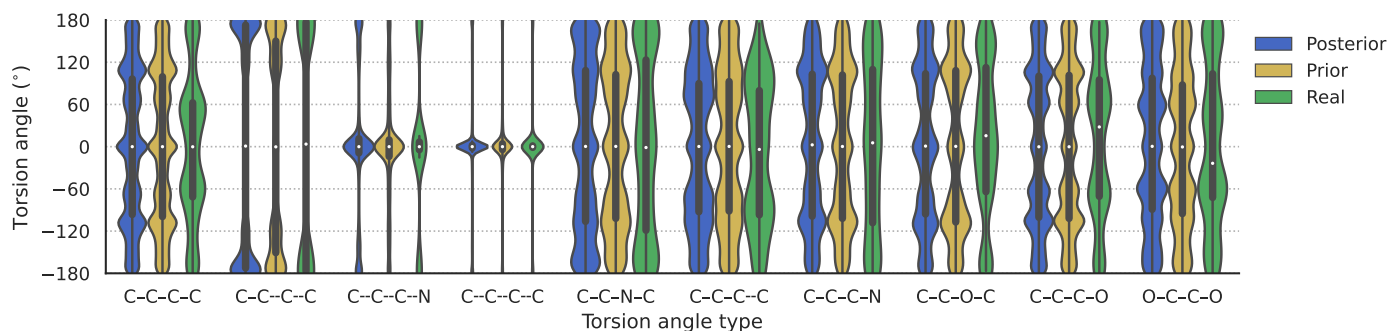 Torsion angle (°)
180
120
60
0
−60
−120
−180
C–C–C–C
C–C--C--C
C--C--C--N
C--C--C--C
C–C–N–C
C–C–C--C
C–C–C–N
C–C–O–C
C–C–C–O
O–C–C–O
Torsion angle type
Posterior
Prior
Real